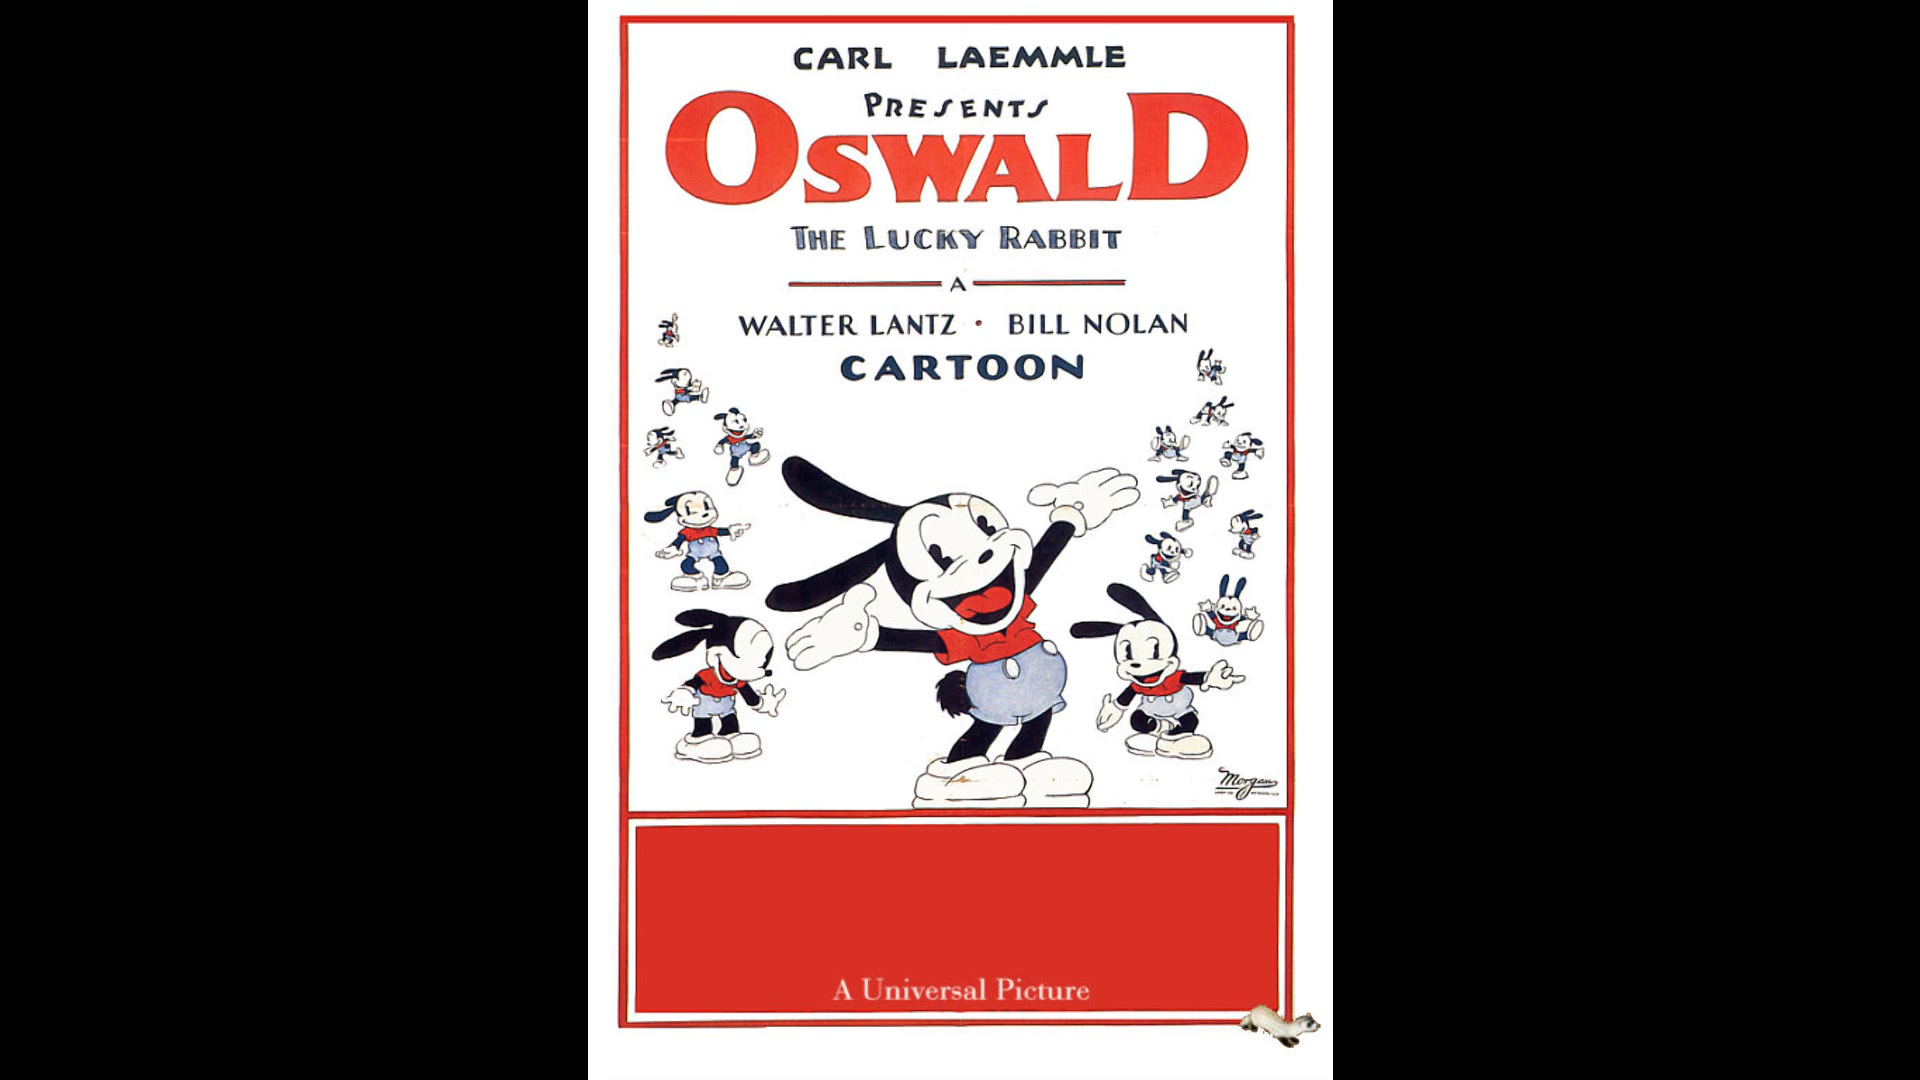 CARL LAEMMLE
PRESENTS
OSWALD
THE LUCKY RABBIT
A
WALTER LANTZ • BILL NOLAN
CARTOON
Morgan
A Universal Picture